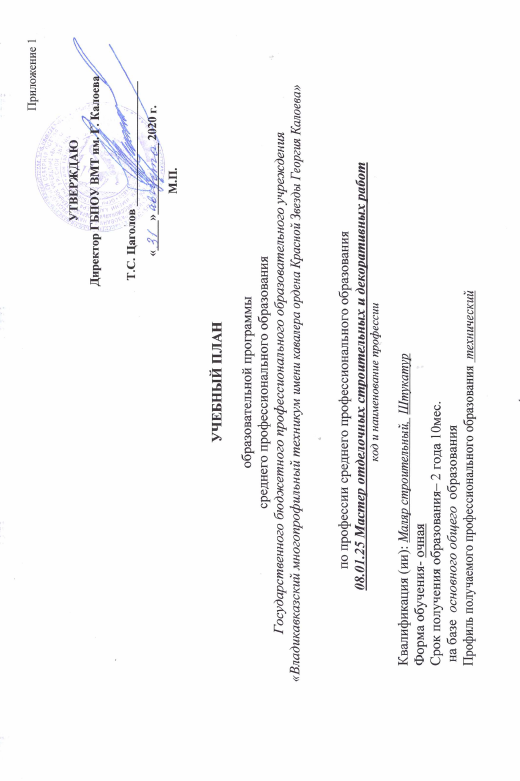 Приложение 1
УТВЕРЖДАЮ
Директор ГБПОУ ВМТ им. Г. Калоева
Т.С. Цаголов
« 31 » августа 2020 г.
М.П.
УЧЕБНЫЙ ПЛАН
образовательной программы
среднего профессионального образования
Государственного бюджетного профессионального образовательного учреждения
«Владикавказский многопрофильный техникум имени кавалера ордена Красной Звезды Георгия Калоева»
по профессии среднего профессионального образования
08.01.25 Мастер отделочных строительных и декоративных работ
код и наименование профессии
Квалификация (ии): Маляр строительный, Штукатур
Форма обучения- очная
Срок получения образования– 2 года 10мес.
на базе основного общего образования
Профиль получаемого профессионального образования технический